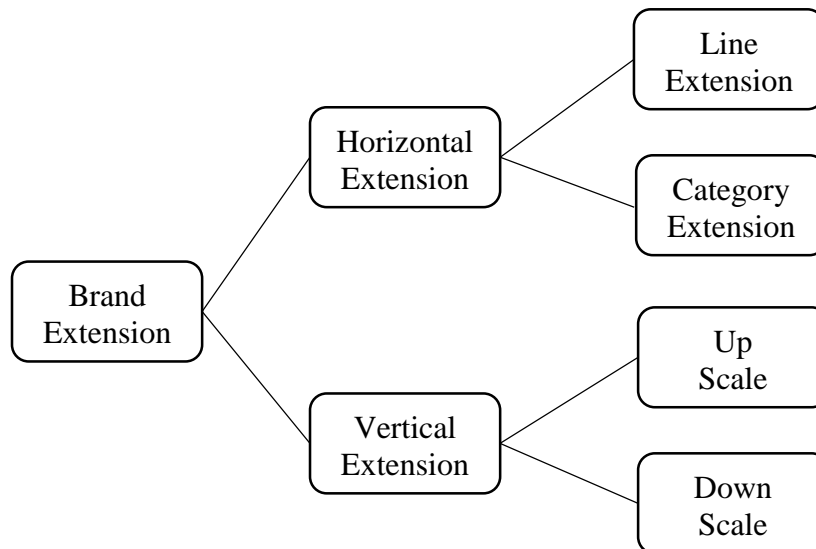 Line
Extension
Horizontal
Extension
Category
Extension
Brand
Extension
Up
Scale
Vertical
Extension
Down
Scale